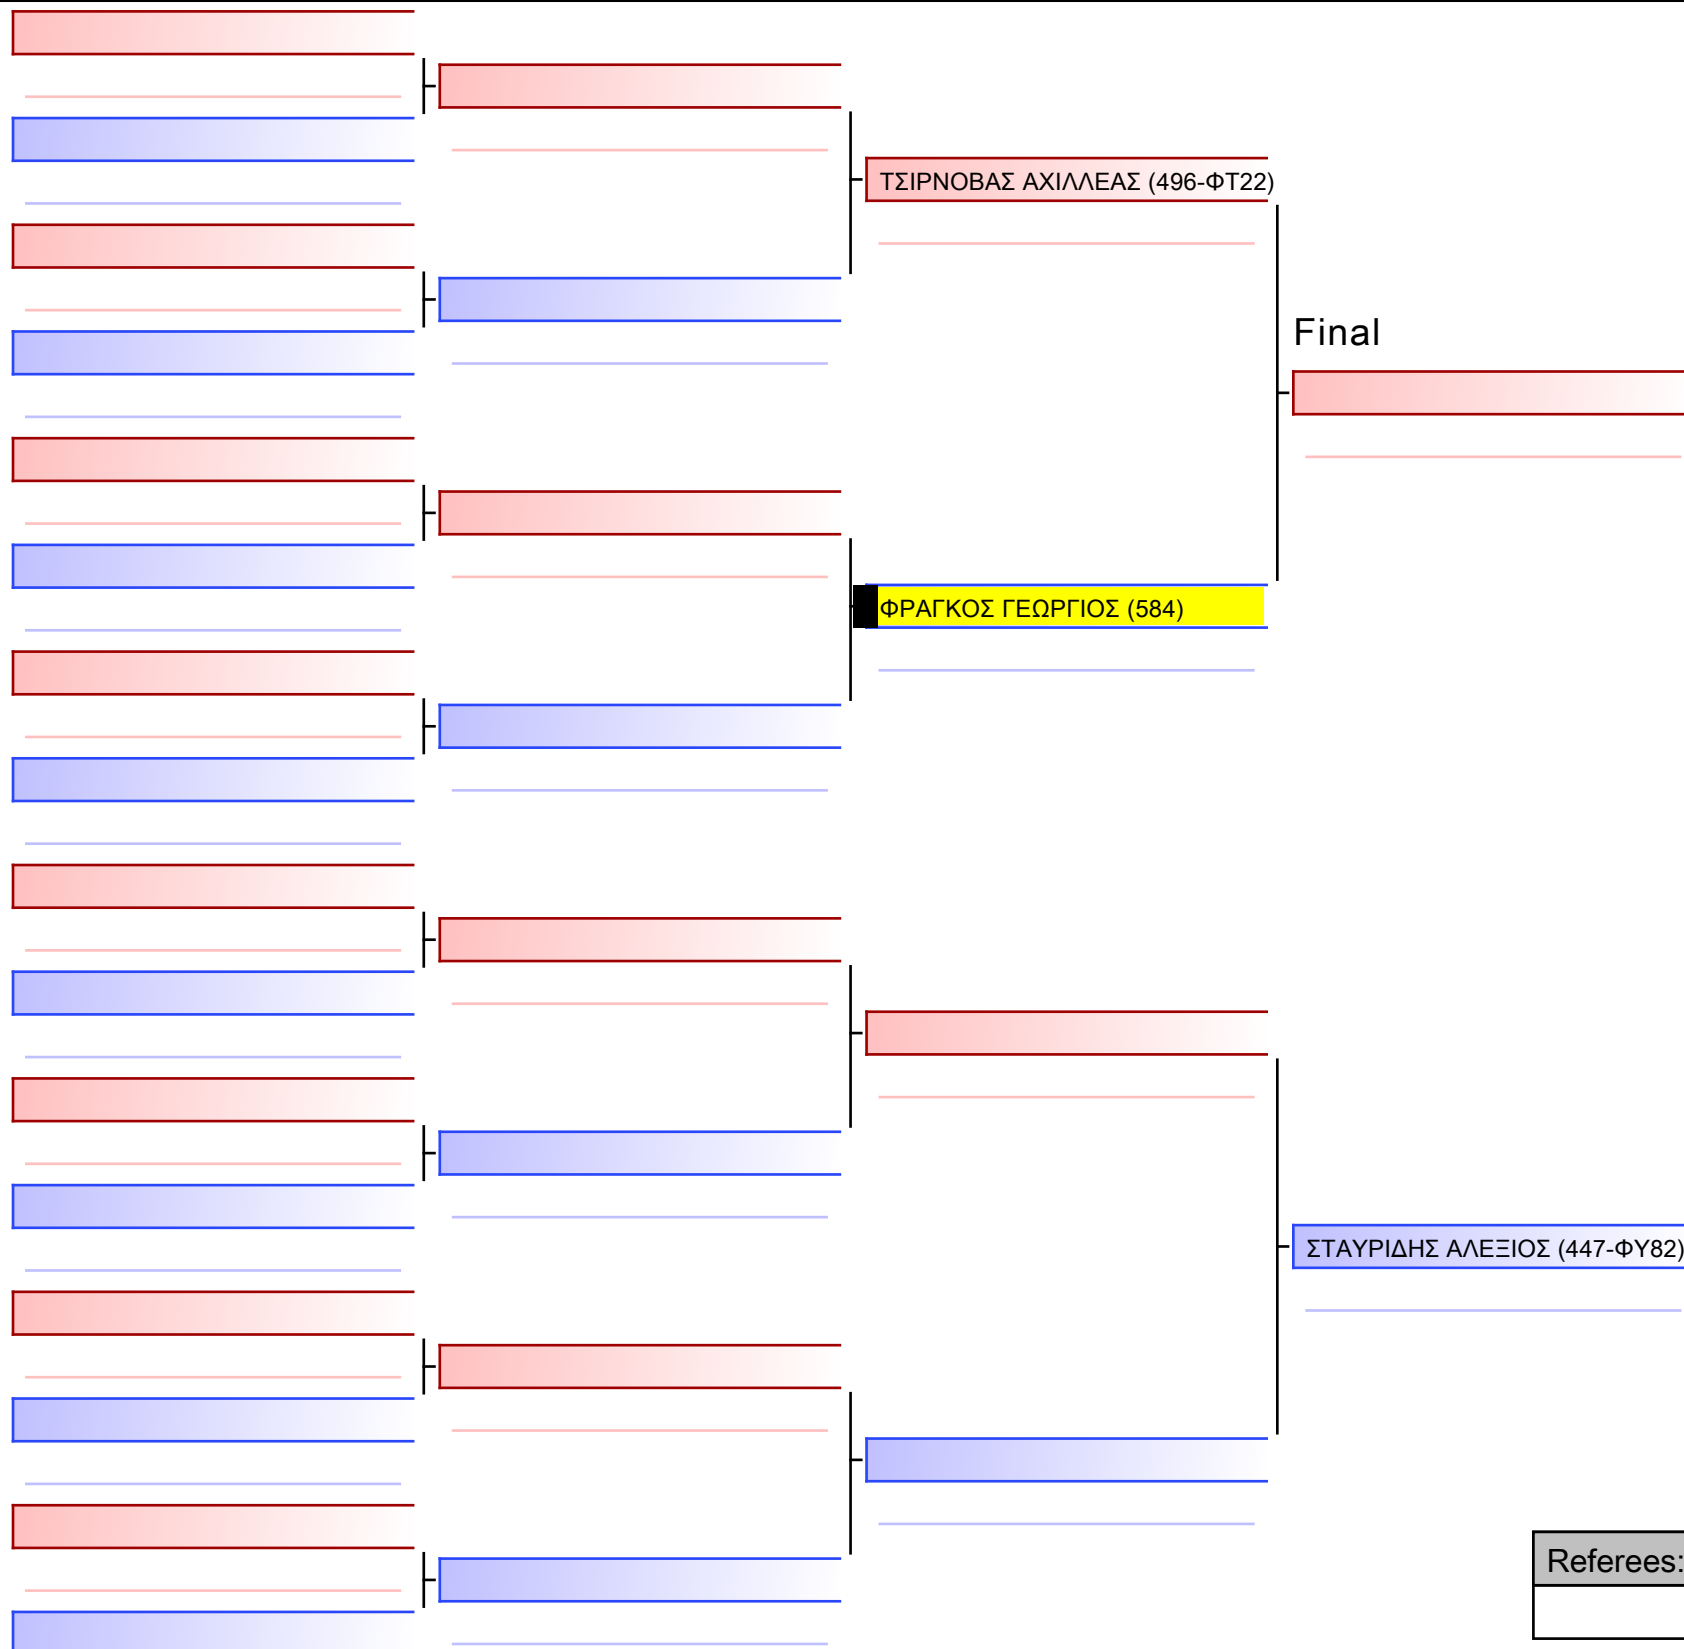 ΤΣΙΡΝΟΒΑΣ ΑΧΙΛΛΕΑΣ (496-ΦΤ22)
Final
ΦΡΑΓΚΟΣ ΓΕΩΡΓΙΟΣ (584)
ΣΤΑΥΡΙΔΗΣ ΑΛΕΞΙΟΣ (447-ΦΥ82)
Referees: